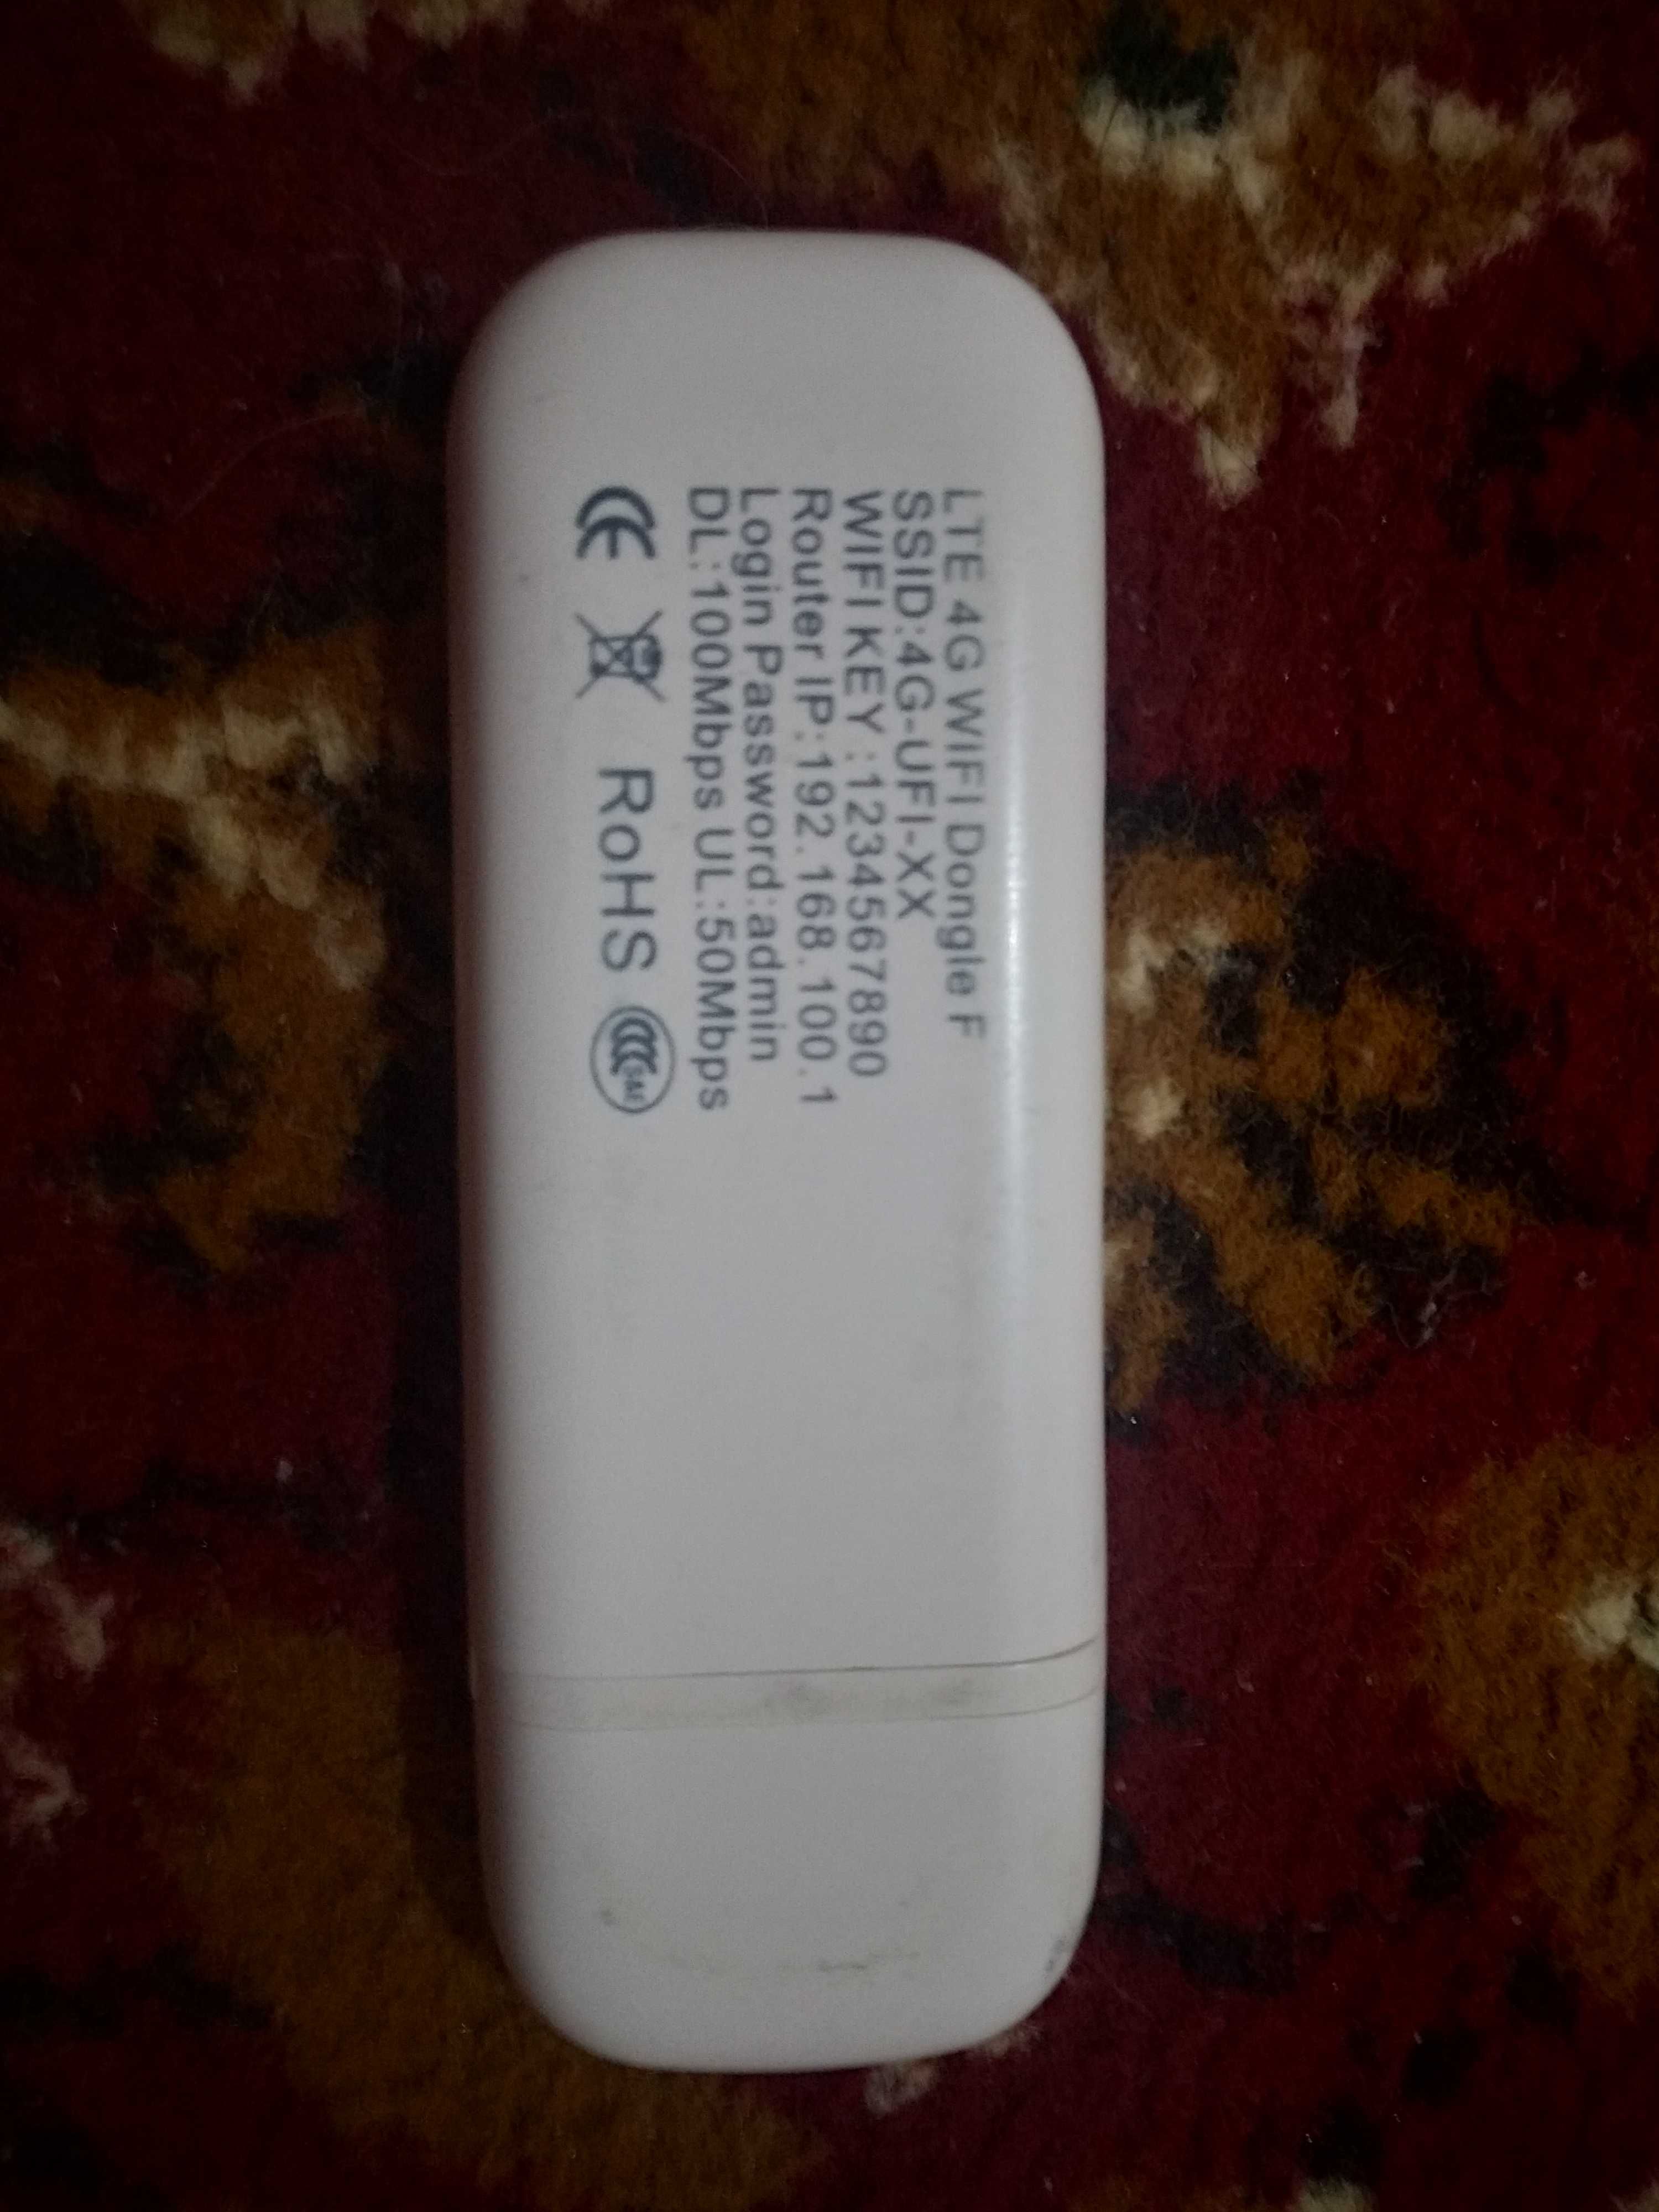 LTE 4G WIFI Dongle F
SSID:4G-UFI-XX
WIFI KEY:1234567890
Router IP:192.168.100.1
Login Password:admin
DL:100Mbps UL:50Mbps
CE RoHS CCC S&E